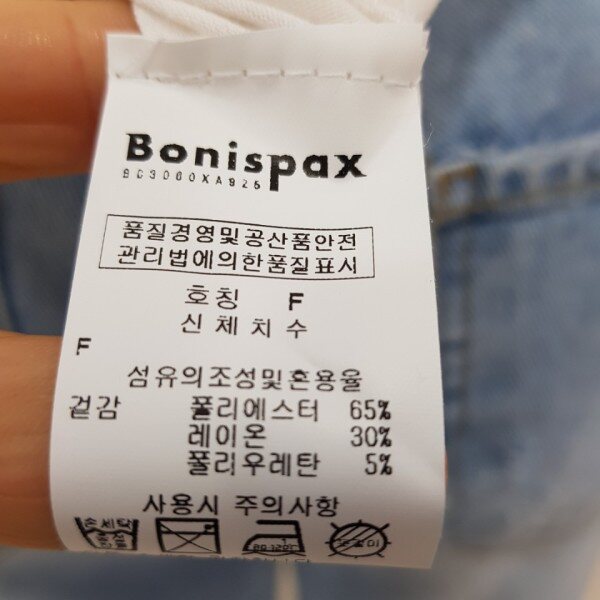 Bonispax
품질경영및공산품안전
관리법에의한품질표시
호칭 F
신체치수
F
섬유의조성및혼용율
겉감 폴리에스터 65%
레이온 30%
폴리우레탄 5%
사용시 주의사항
손세탁